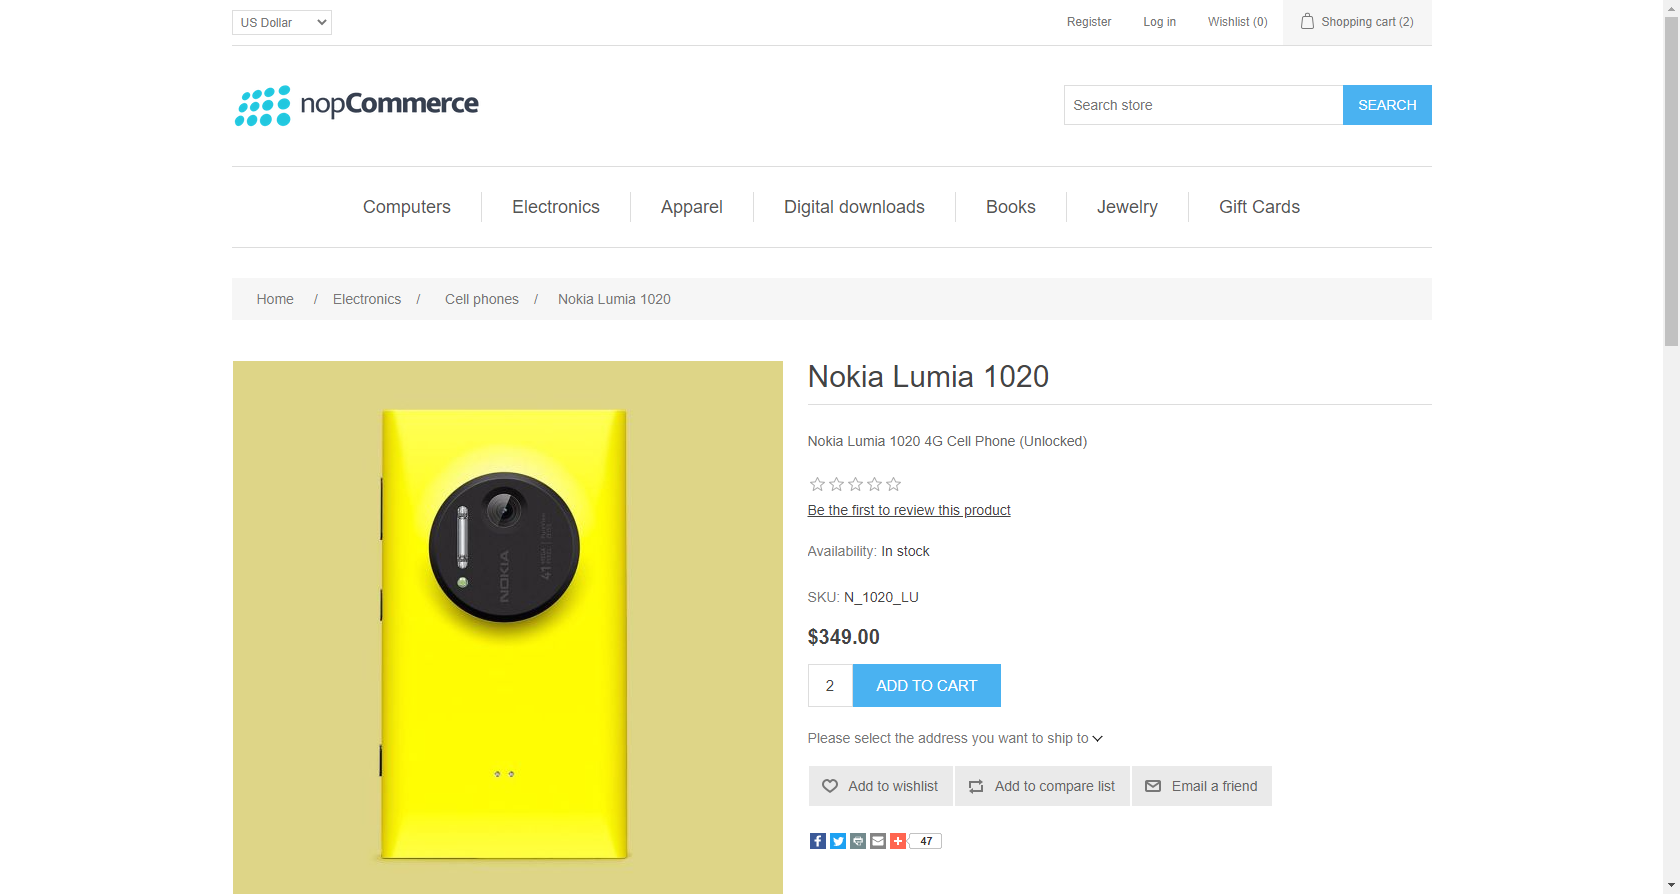 US Dollar
Register
Log in
Wishlist (0)
Shopping cart (2)
nopCommerce
Search store
SEARCH
Computers
Electronics
Apparel
Digital downloads
Books
Jewelry
Gift Cards
Home / Electronics / Cell phones / Nokia Lumia 1020
Nokia Lumia 1020
Nokia Lumia 1020 4G Cell Phone (Unlocked)
Be the first to review this product
Availability: In stock
SKU: N_1020_LU
$349.00
2
ADD TO CART
Please select the address you want to ship to
Add to wishlist
Add to compare list
Email a friend
47
NOKIA
41